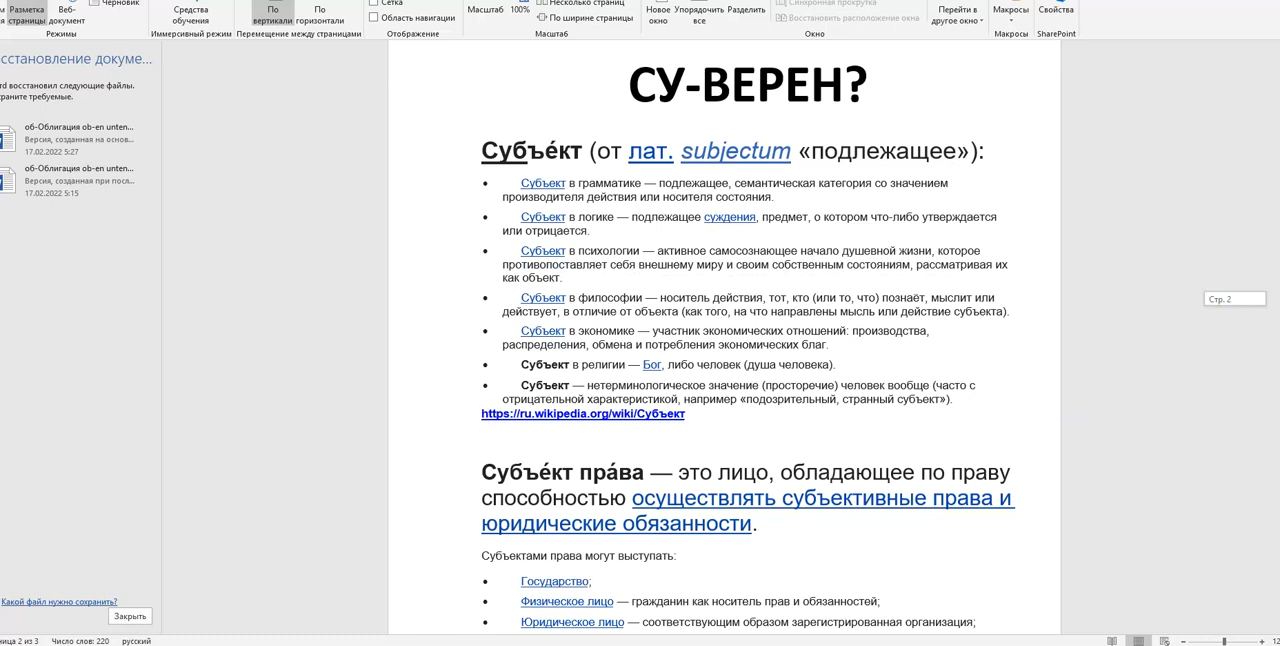 Разметка страницы
Веб-документ
Черновик
Режимы
Средства обучения
Иммерсивный режим
По вертикали
По горизонтали
Перемещение между страницами
Сетка
Область навигации
Отображение
Масштаб
100%
Несколько страниц
По ширине страницы
Масштаб
Новое окно
Упорядочить все
Разделить
Синхронная прокрутка
Восстановить расположение окна
Окно
Перейти в другое окно
Макросы
Макросы
Свойства
SharePoint
сстановление докуме...
rd восстановил следующие файлы.
раните требуемые.
об-Облигация ob-en unten...
Версия, созданная на основ...
17.02.2022 5:27
об-Облигация ob-en unten...
Версия, созданная при посл...
17.02.2022 5:15
Какой файл нужно сохранить?
Закрыть
СУ-ВЕРЕН?
Субъе́кт (от лат. subjectum «подлежащее»):
• Субъект в грамматике — подлежащее, семантическая категория со значением
производителя действия или носителя состояния.
• Субъект в логике — подлежащее суждения, предмет, о котором что-либо утверждается
или отрицается.
• Субъект в психологии — активное самосознающее начало душевной жизни, которое
противопоставляет себя внешнему миру и своим собственным состояниям, рассматривая их
как объект.
• Субъект в философии — носитель действия, тот, кто (или то, что) познаёт, мыслит или
действует, в отличие от объекта (как того, на что направлены мысль или действие субъекта).
• Субъект в экономике — участник экономических отношений: производства,
распределения, обмена и потребления экономических благ.
• Субъект в религии — Бог, либо человек (душа человека).
• Субъект — нетерминологическое значение (просторечие) человек вообще (часто с
отрицательной характеристикой, например «подозрительный, странный субъект»).
https://ru.wikipedia.org/wiki/Субъект
Субъе́кт пра́ва — это лицо, обладающее по праву
способностью осуществлять субъективные права и
юридические обязанности.
Субъектами права могут выступать:
• Государство;
• Физическое лицо — гражданин как носитель прав и обязанностей;
• Юридическое лицо — соответствующим образом зарегистрированная организация;
Стр. 2
ница 2 из 3
Число слов: 220
русский
12